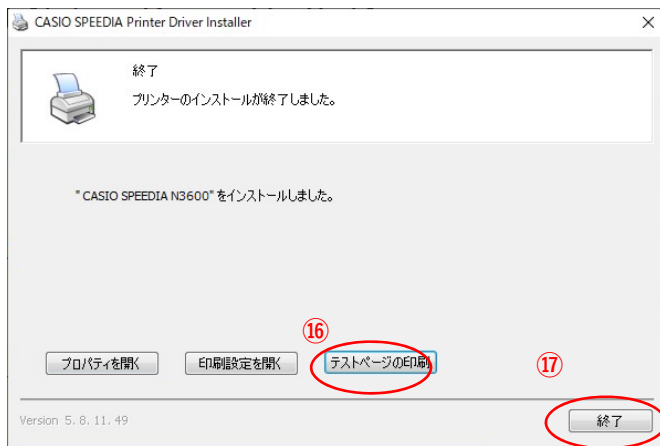 CASIO SPEEDIA Printer Driver Installer
終了
プリンターのインストールが終了しました。
"CASIO SPEEDIA N3600"をインストールしました。
⑯
プロパティを開く 印刷設定を開く テストページの印刷
⑰
Version 5. 8. 11. 49
終了